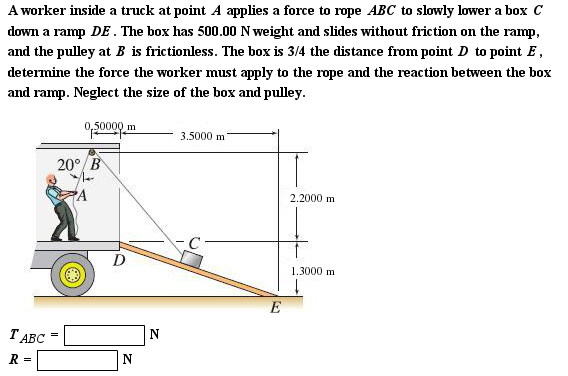 A worker inside a truck at point A applies a force to rope ABC to slowly lower a box C
down a ramp DE. The box has 500.00 N weight and slides without friction on the ramp,
and the pulley at B is frictionless. The box is 3/4 the distance from point D to point E,
determine the force the worker must apply to the rope and the reaction between the box
and ramp. Neglect the size of the box and pulley.
0.50000 m
3.5000 m
20° B
A
2.2000 m
C
D
1.3000 m
E
T ABC = N
R = N